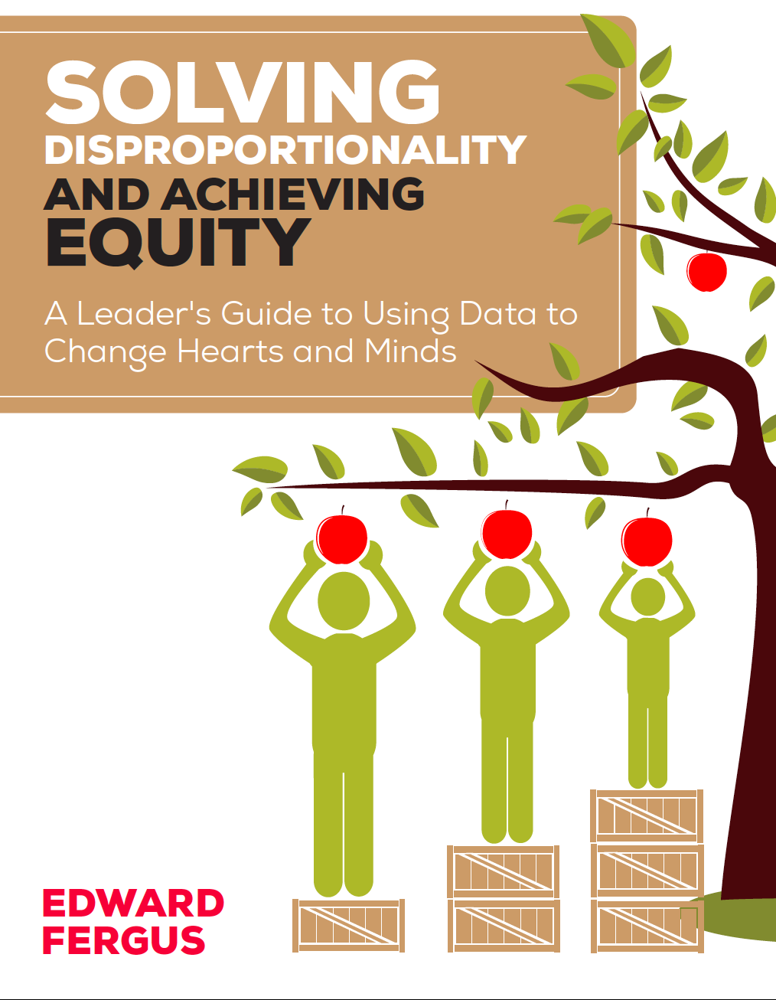 SOLVING
DISPROPORTIONALITY
AND ACHIEVING
EQUITY
A Leader's Guide to Using Data to
Change Hearts and Minds
EDWARD
FERGUS